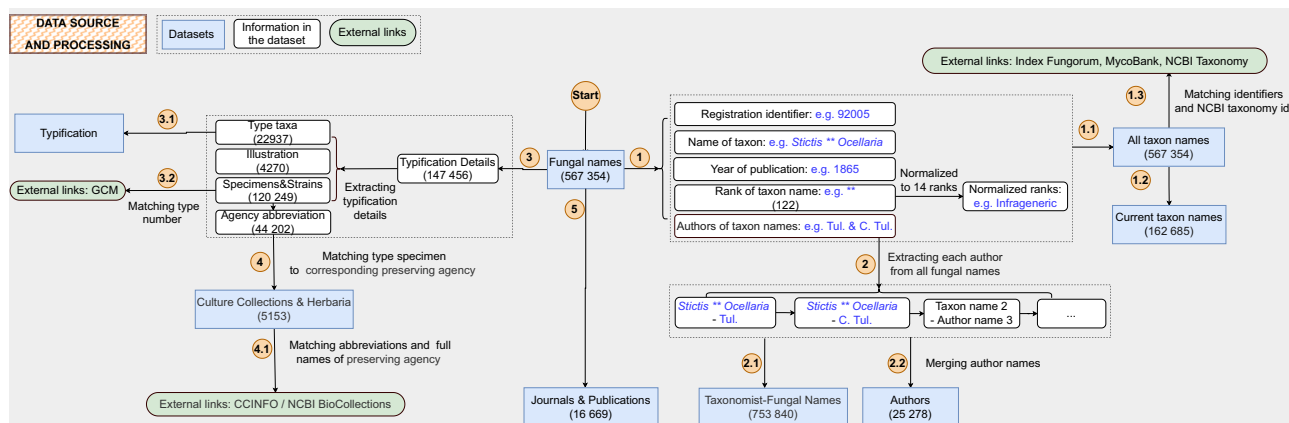 DATA SOURCE
AND PROCESSING
Datasets
Information in
the dataset
External links
Start
External links: Index Fungorum, MycoBank, NCBI Taxonomy
1.3
Matching identifiers
and NCBI taxonomy id
3.1
Typification
Type taxa
(22937)
Illustration
(4270)
Specimens&Strains
(120 249)
Agency abbreviation
(44 202)
3.2
External links: GCM
Matching type
number
Extracting
typification
details
Typification Details
(147 456)
3
Fungal names
(567 354)
1
5
Registration identifier: e.g. 92005
Name of taxon: e.g. Stictis ** Ocellaria
Year of publication: e.g. 1865
Rank of taxon name: e.g. **
(122)
Authors of taxon names: e.g. Tul. & C. Tul.
Normalized
to 14 ranks
Normalized ranks:
e.g. Infrageneric
1.1
All taxon names
(567 354)
1.2
Current taxon names
(162 685)
4
Matching type specimen
to corresponding preserving agency
Culture Collections & Herbaria
(5153)
4.1
Matching abbreviations and full
names of preserving agency
External links: CCINFO / NCBI BioCollections
2
Extracting each author
from all fungal names
Stictis ** Ocellaria
- Tul.
Stictis ** Ocellaria
- C. Tul.
Taxon name 2
- Author name 3
...
2.1
2.2
Merging author names
Journals & Publications
(16 669)
Taxonomist-Fungal Names
(753 840)
Authors
(25 278)